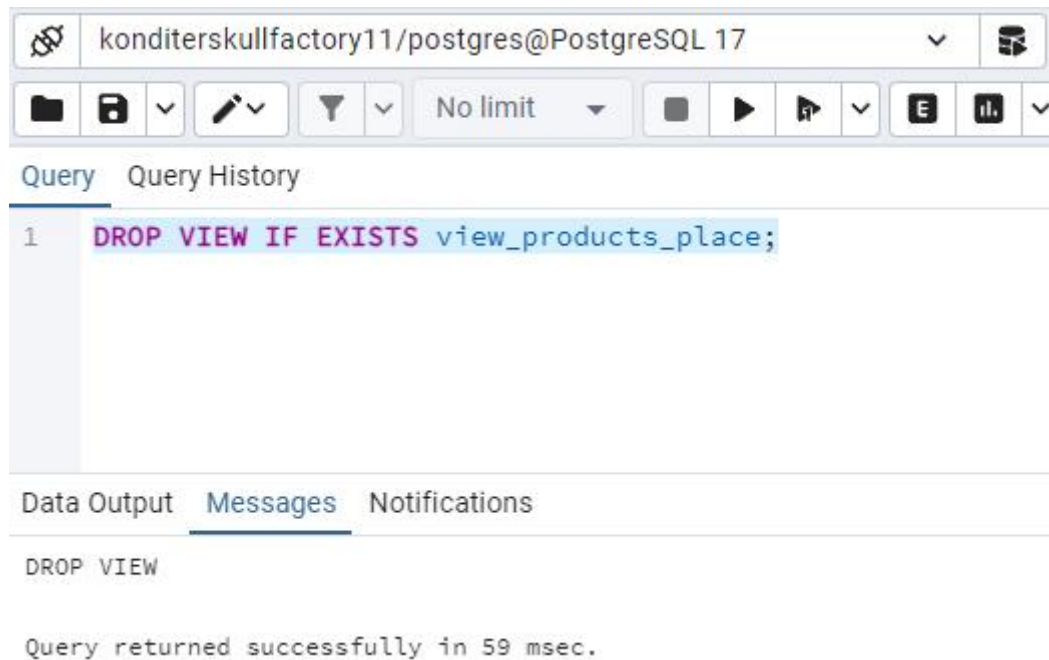 konditerskullfactory11/postgres@PostgreSQL 17
No limit
E
Query Query History
1 DROP VIEW IF EXISTS view_products_place;
Data Output Messages Notifications
DROP VIEW
Query returned successfully in 59 msec.